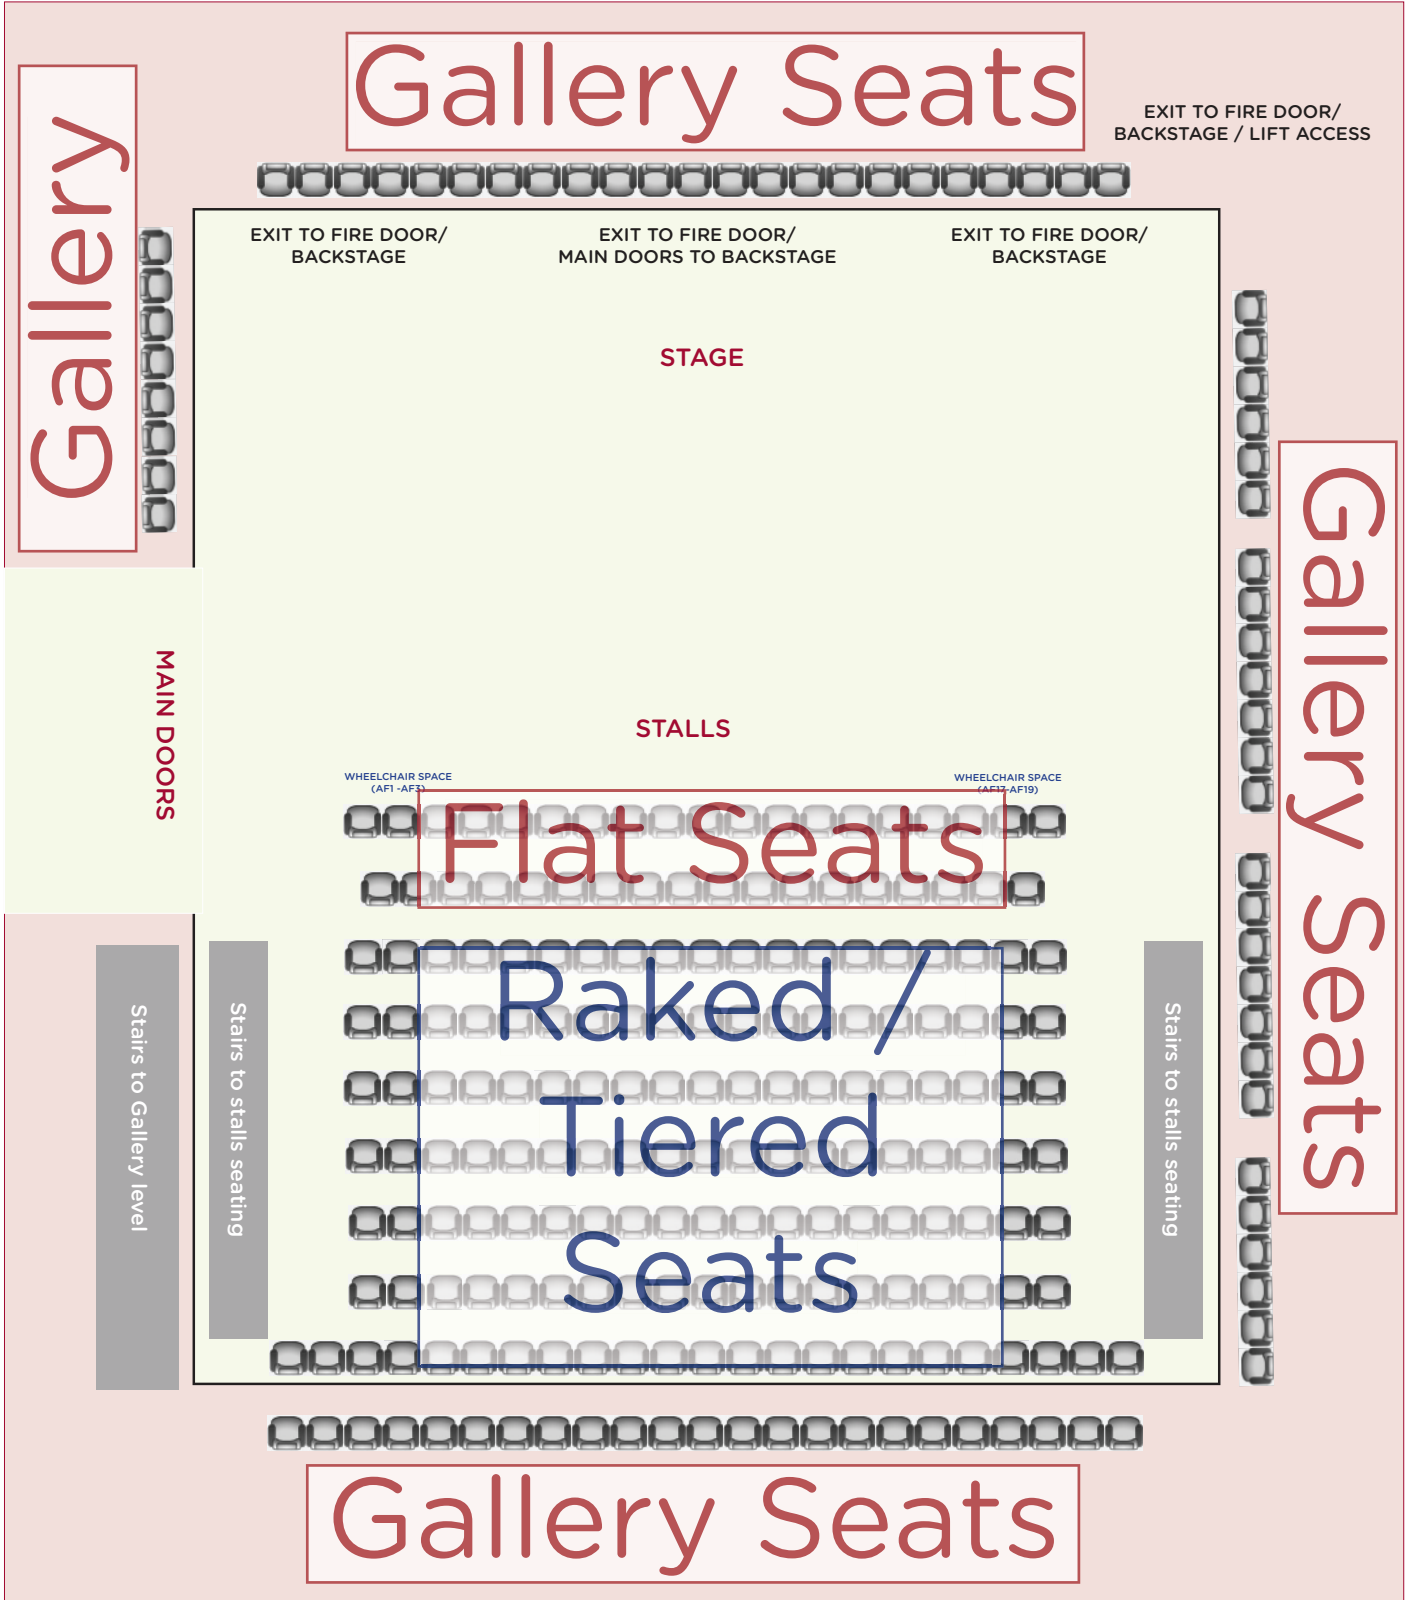 Gallery Seats
EXIT TO FIRE DOOR/
BACKSTAGE / LIFT ACCESS
Gallery
EXIT TO FIRE DOOR/
BACKSTAGE
EXIT TO FIRE DOOR/
MAIN DOORS TO BACKSTAGE
EXIT TO FIRE DOOR/
BACKSTAGE
STAGE
Gallery Seats
MAIN DOORS
STALLS
WHEELCHAIR SPACE
(AF1 -AF3)
WHEELCHAIR SPACE
(AF17-AF19)
Flat Seats
Raked /
Tiered
Seats
Stairs to Gallery level
Stairs to stalls seating
Stairs to stalls seating
Gallery Seats